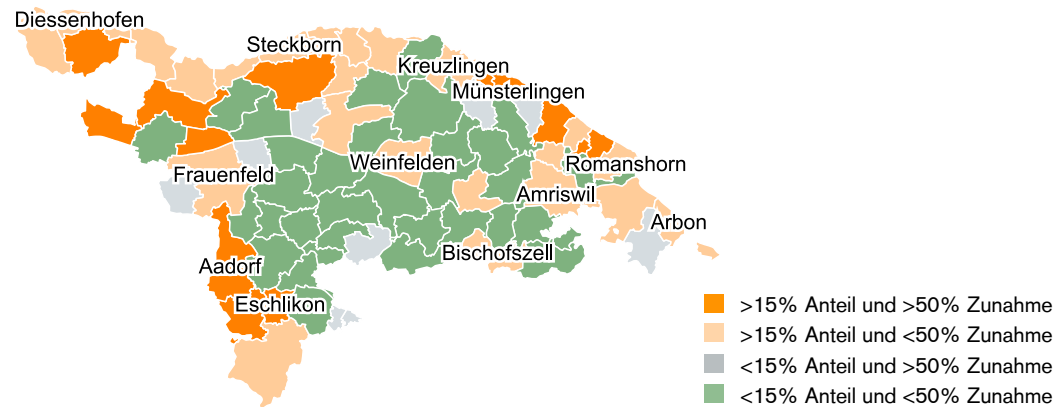 Diessenhofen
Steckborn
Kreuzlingen
Münsterlingen
Weinfelden
Romanshorn
Frauenfeld
Amriswil
Arbon
Bischofszell
Aadorf
Eschlikon
>15% Anteil und >50% Zunahme
>15% Anteil und <50% Zunahme
<15% Anteil und >50% Zunahme
<15% Anteil und <50% Zunahme